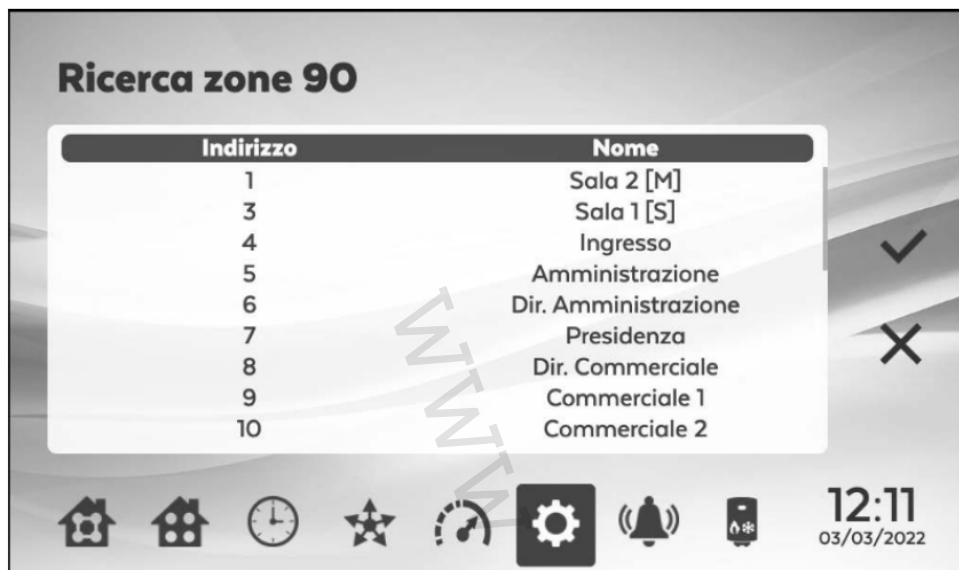 Ricerca zone 90
Indirizzo Nome
1 Sala 2 [M]
3 Sala 1 [S]
4 Ingresso
5 Amministrazione
6 Dir. Amministrazione
7 Presidenza
8 Dir. Commerciale
9 Commerciale 1
10 Commerciale 2
www
12:11
03/03/2022